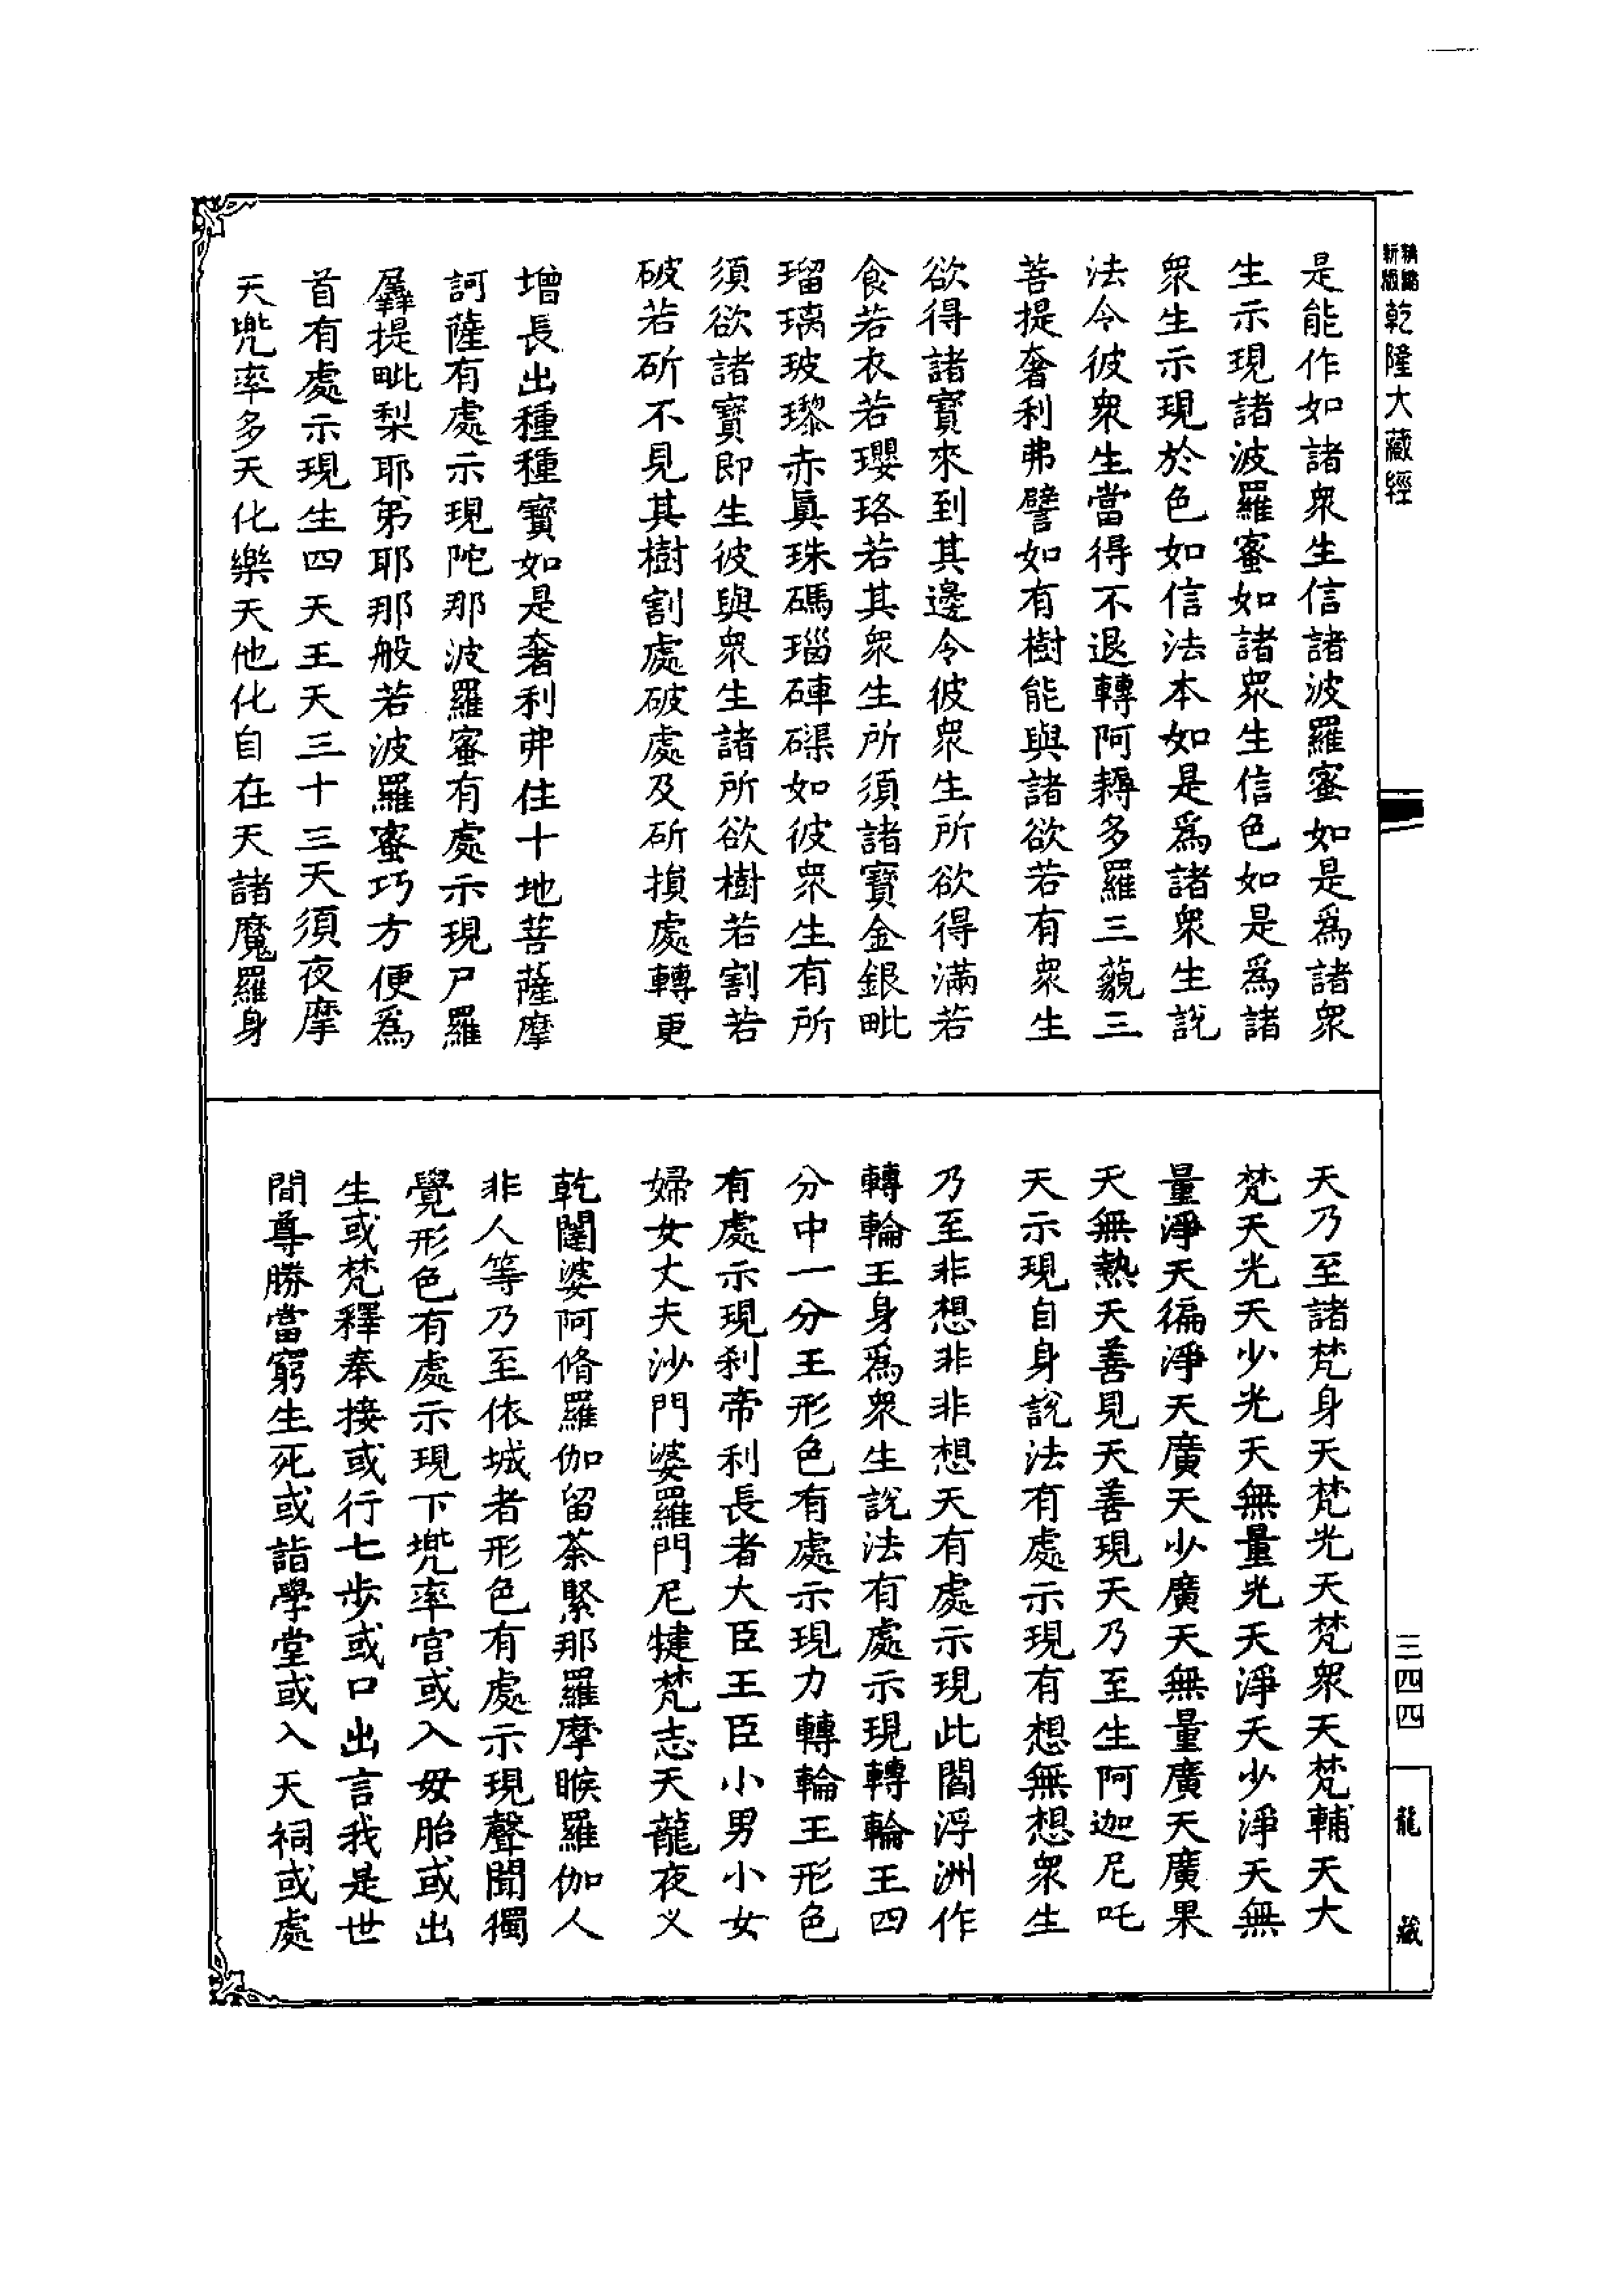 新版
乾隆大藏經
是能作如諸衆生信諸波羅蜜如是爲諸衆
生示現諸波羅蜜如諸衆生信色如是爲諸
衆生示現於色如信法本如是爲諸衆生說
法令彼衆生當得不退轉阿耨多羅三藐三
菩提奢利弗譬如有樹能與諸欲若有衆生
欲得諸寶來到其邊令彼衆生所欲得滿若
食若衣若瓔珞若其衆生所須諸寶金銀毗
瑠璃玻瓈赤眞珠碼瑙硨磲如彼衆生有所
須欲諸寶即生彼與衆生諸所欲樹若割若
破若斫不見其樹割處破處及斫損處轉更
增長出種種寶如是奢利弗住十地菩薩摩
訶薩有處示現陀那波羅蜜有處示現尸羅
羼提毗梨耶第耶那般若波羅蜜巧方便爲
首有處示現生四天王天三十三天須夜摩
天兜率多天化樂天他化自在天諸魔羅身
天乃至諸梵身天梵光天梵衆天梵輔天大
梵天光天少光天無量光天淨天少淨天無
量淨天徧淨天廣天少廣天無量廣天廣果
天無熱天善見天善現天乃至生阿迦尼吒
天示現自身說法有處示現有想無想衆生
乃至非想非非想天有處示現此閻浮洲作
轉輪王身爲衆生說法有處示現轉輪王四
分中一分王形色有處示現力轉輪王形色
有處示現刹帝利長者大臣王臣小男小女
婦女丈夫沙門婆羅門尼犍梵志天龍夜义
乾闥婆阿脩羅伽留荼緊那羅摩睺羅伽人
非人等乃至依城者形色有處示現聲聞獨
覺形色有處示現下兜率宫或入母胎或出
生或梵釋奉接或行七步或口出言我是世
間尊勝當窮生死或詣學堂或入天祠或處
三四四
龍藏